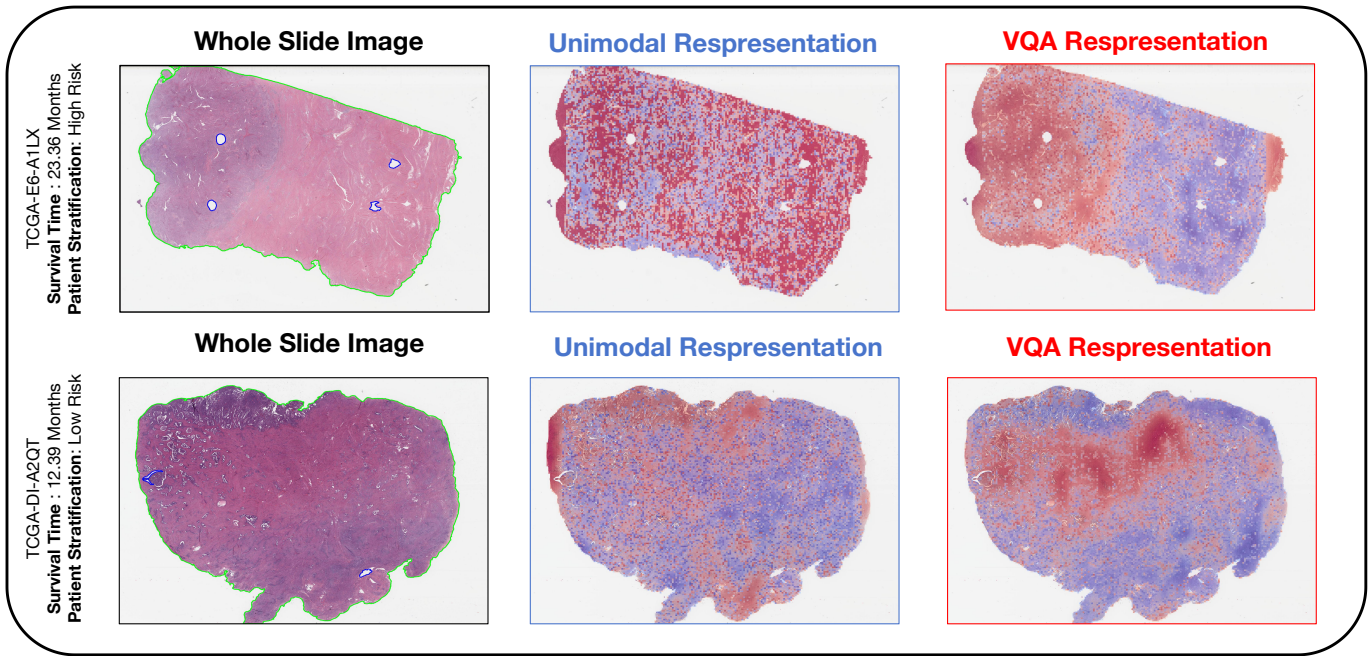 Whole Slide Image
Unimodal Respresentation
VQA Respresentation
TCGA-E6-A1LX
Survival Time : 23.36 Months
Patient Stratification: High Risk
Whole Slide Image
Unimodal Respresentation
VQA Respresentation
TCGA-DI-A2QT
Survival Time : 12.39 Months
Patient Stratification: Low Risk